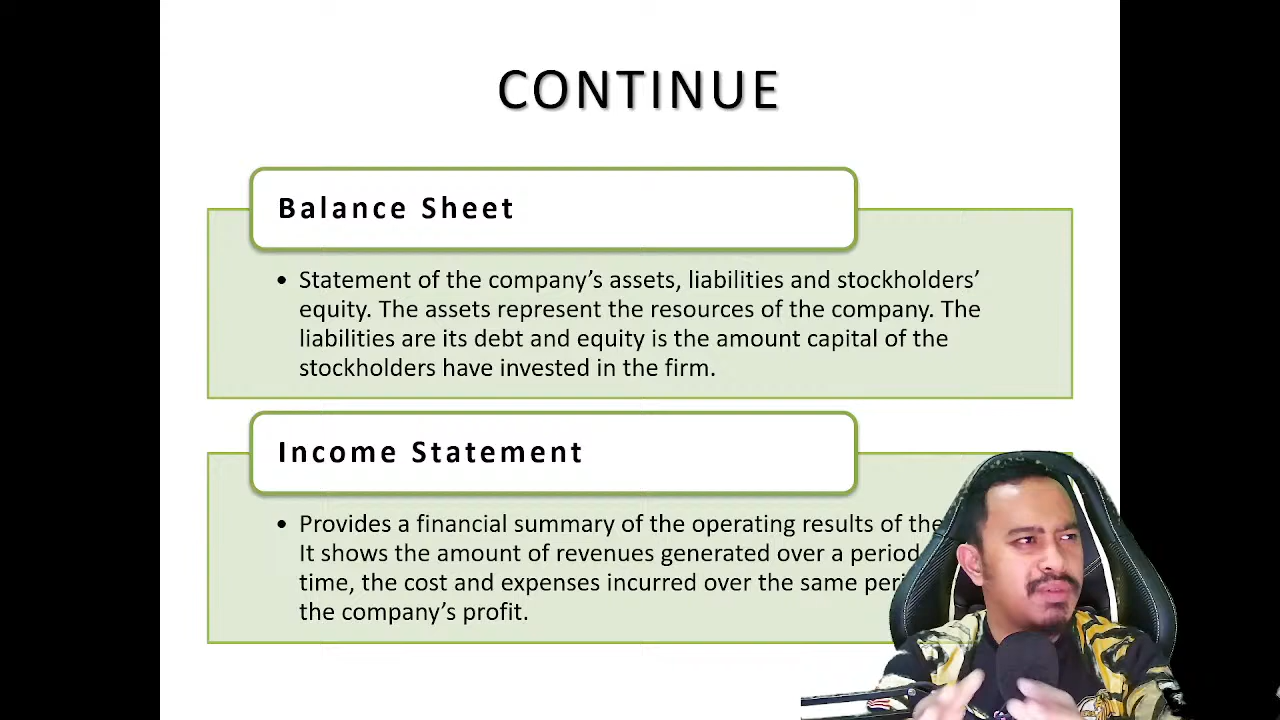 CONTINUE
Balance Sheet
• Statement of the company’s assets, liabilities and stockholders’
equity. The assets represent the resources of the company. The
liabilities are its debt and equity is the amount capital of the
stockholders have invested in the firm.
Income Statement
• Provides a financial summary of the operating results of the
It shows the amount of revenues generated over a period
time, the cost and expenses incurred over the same
the company’s profit.